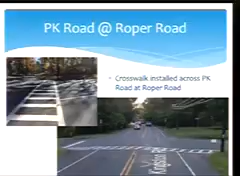 PK Road @ Roper Road
• Crosswalk installed across PK
Road at Roper Road